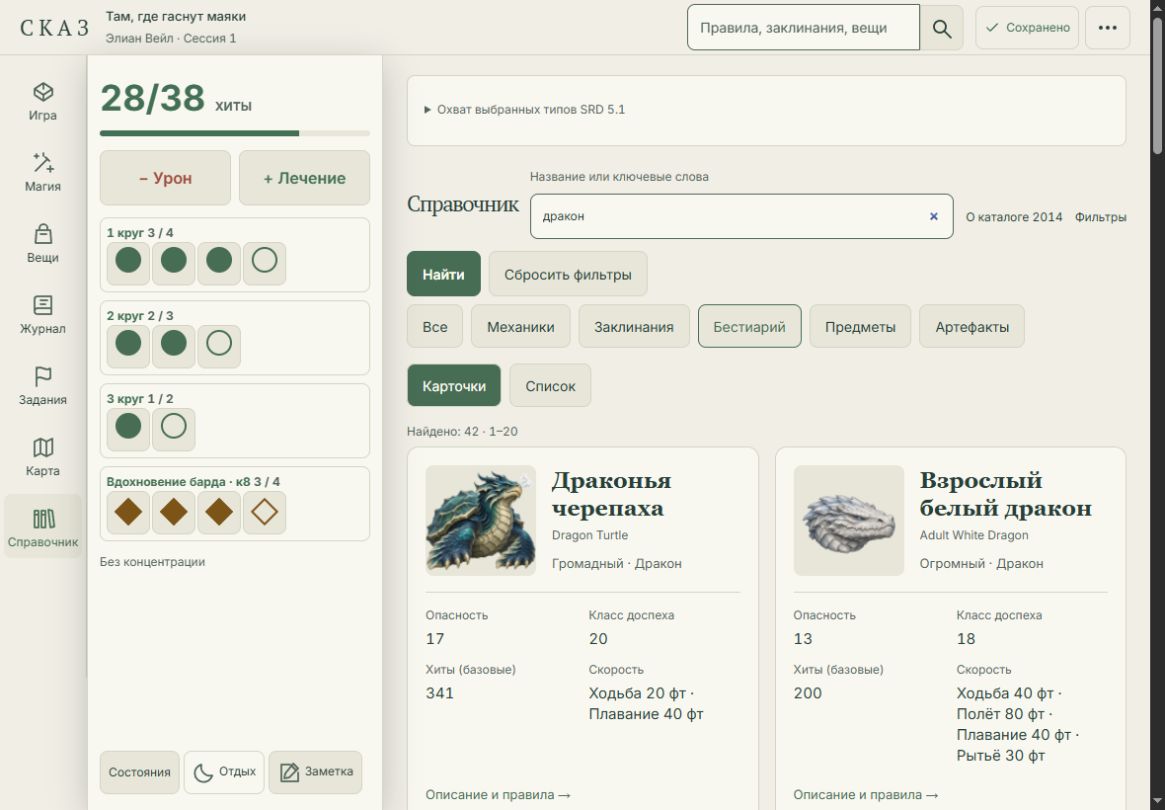 СКАЗ
Там, где гаснут маяки
Элиан Вейл · Сессия 1
Правила, заклинания, вещи
Сохранено
Игра
Магия
Вещи
Журнал
Задания
Карта
Справочник
28/38 хиты
− Урон
+ Лечение
1 круг 3 / 4
2 круг 2 / 3
3 круг 1 / 2
Вдохновение барда · к8 3 / 4
Без концентрации
Состояния
Отдых
Заметка
Охват выбранных типов SRD 5.1
Справочник
Название или ключевые слова
дракон
О каталоге 2014
Фильтры
Найти
Сбросить фильтры
Все
Механики
Заклинания
Бестиарий
Предметы
Артефакты
Карточки
Список
Найдено: 42 · 1–20
Драконья
черепаха
Dragon Turtle
Громадный · Дракон
Опасность
17
Класс доспеха
20
Хиты (базовые)
341
Скорость
Ходьба 20 фт ·
Плавание 40 фт
Описание и правила →
Взрослый
белый дракон
Adult White Dragon
Огромный · Дракон
Опасность
13
Класс доспеха
18
Хиты (базовые)
200
Скорость
Ходьба 40 фт ·
Полёт 80 фт ·
Плавание 40 фт ·
Рытьё 30 фт
Описание и правила →